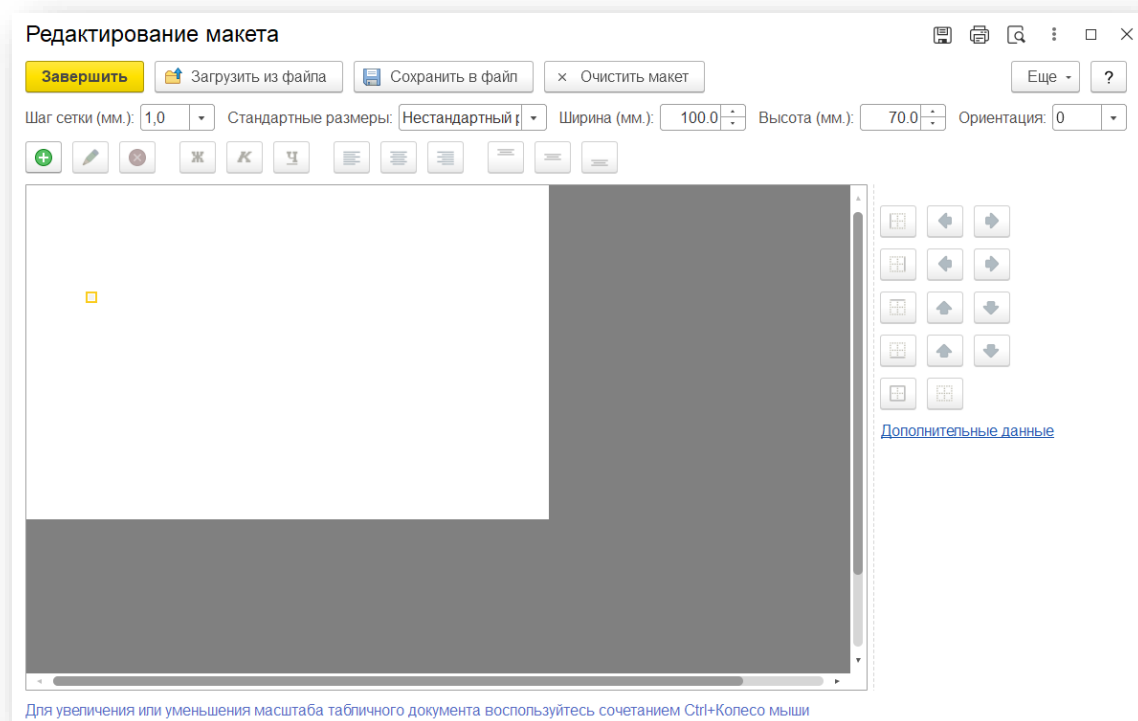 Редактирование макета
Завершить Загрузить из файла Сохранить в файл × Очистить макет Еще ?
Шаг сетки (мм.): 1,0 Стандартные размеры: Нестандартный Ширина (мм.): 100.0 Высота (мм.): 70.0 Ориентация: 0
Ж К Ч
Дополнительные данные
Для увеличения или уменьшения масштаба табличного документа воспользуйтесь сочетанием Ctrl+Колесо мыши